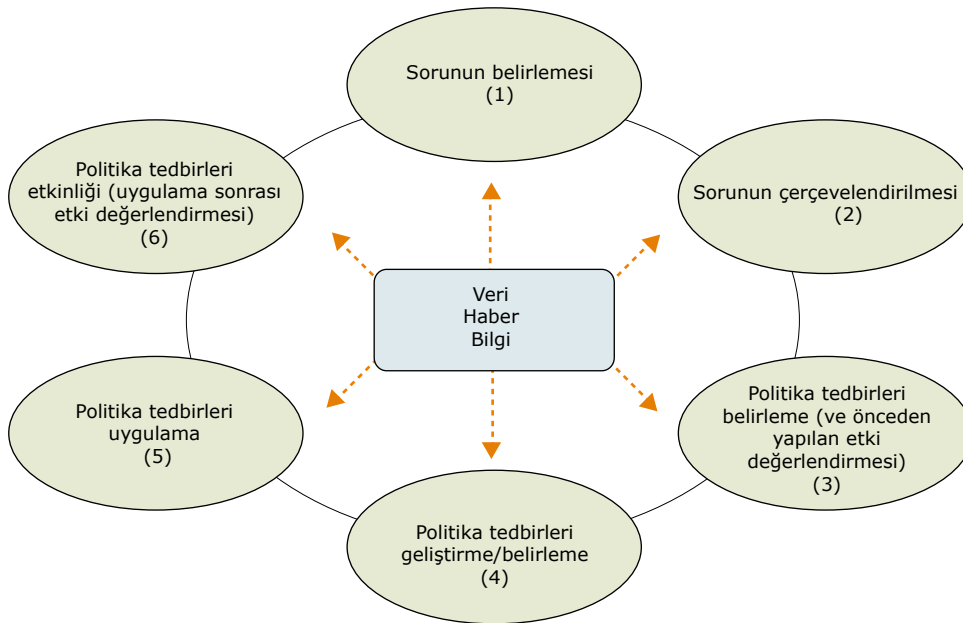 Sorunun belirlemesi
(1)
Sorunun çerçevelendirilmesi
(2)
Politika tedbirleri
belirleme (ve önceden
yapılan etki
değerlendirmesi)
(3)
Politika tedbirleri
geliştirme/belirleme
(4)
Politika tedbirleri
uygulama
(5)
Politika tedbirleri
etkinliği (uygulama sonrası
etki değerlendirmesi)
(6)
Veri
Haber
Bilgi